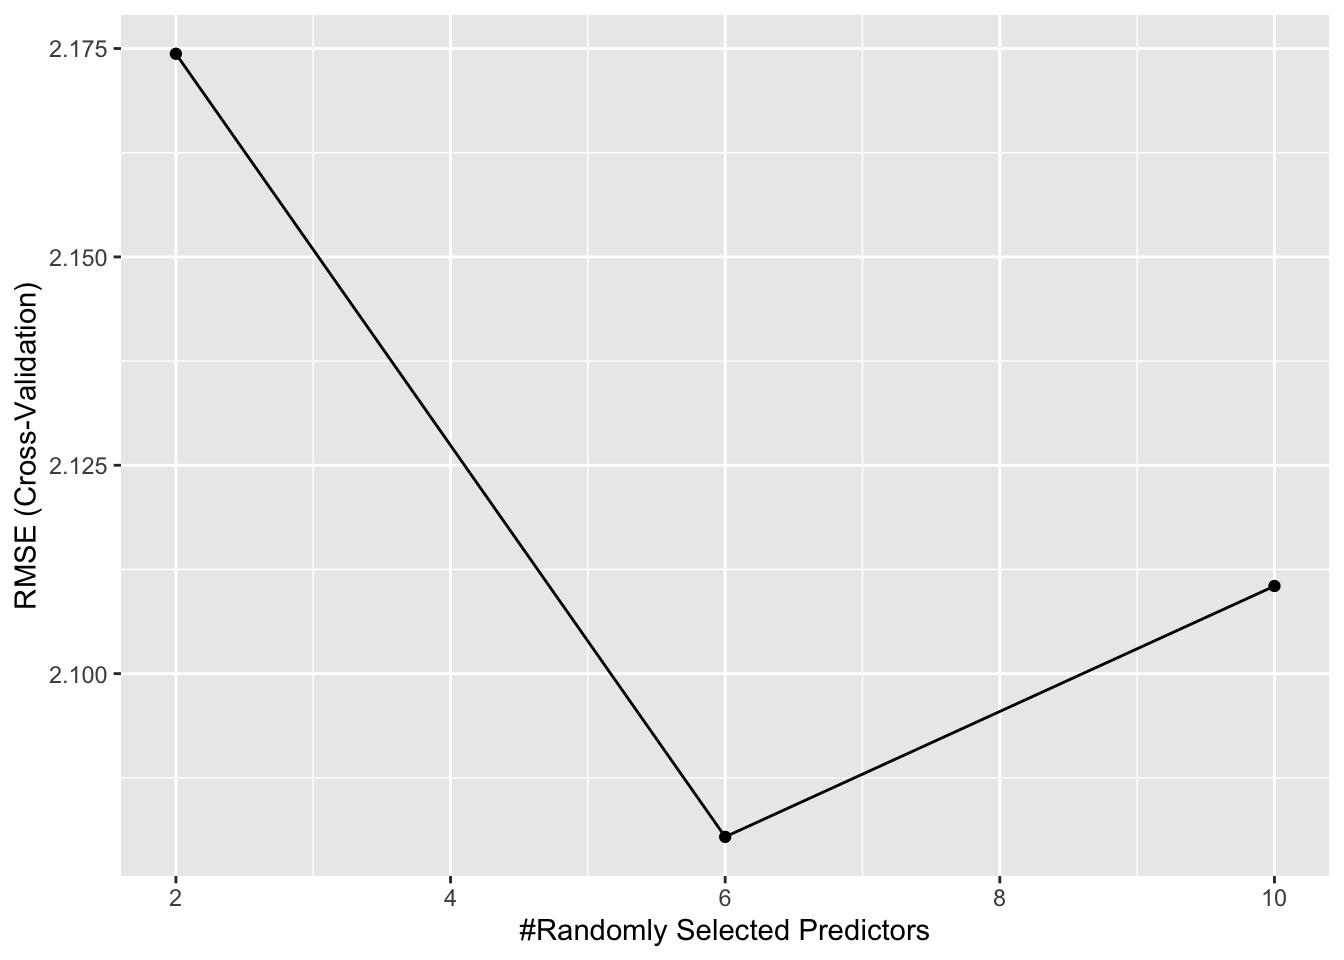 2.175
2.150
2.125
2.100
RMSE (Cross-Validation)
2 4 6 8 10
#Randomly Selected Predictors